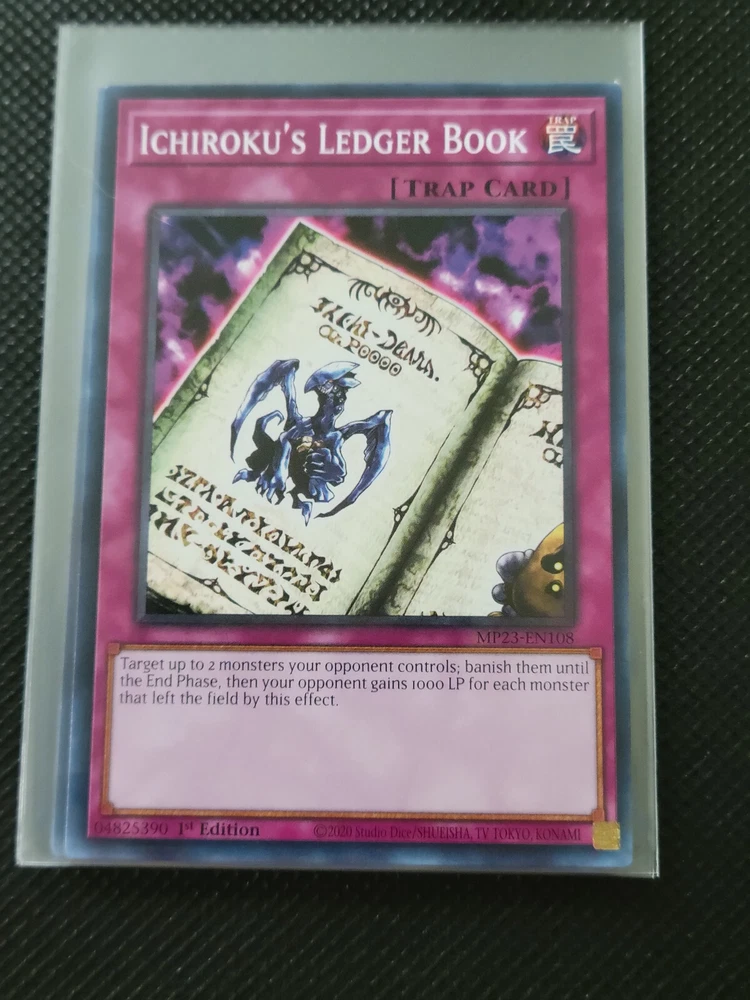 ICHIROKU'S LEDGER BOOK
TRAP
罠
[TRAP CARD]
MP23-EN108
Target up to 2 monsters your opponent controls; banish them until
the End Phase, then your opponent gains 1000 LP for each monster
that left the field by this effect.
04825390 1st Edition
©2020 Studio Dice/SHUEISHA, TV TOKYO, KONAMI